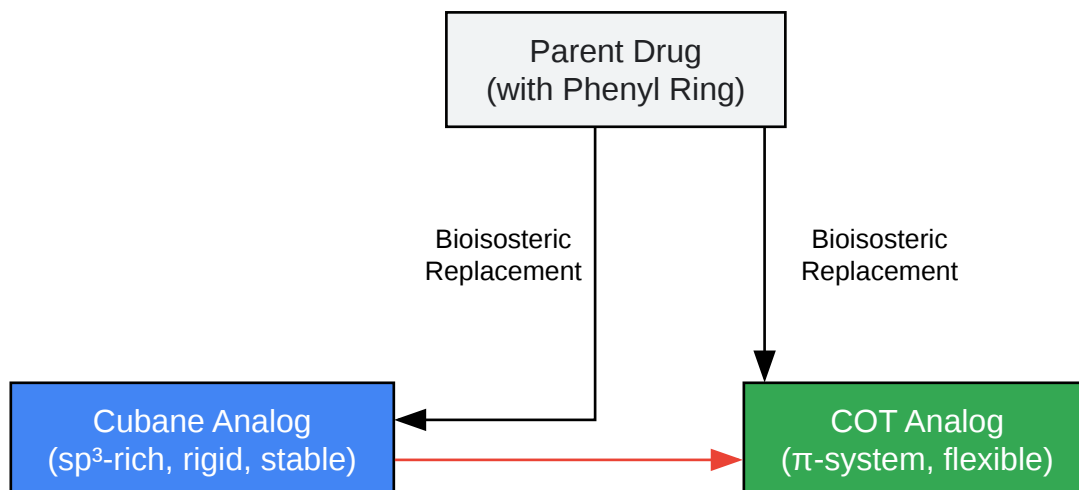 Parent Drug
(with Phenyl Ring)
Bioisosteric
Replacement
Bioisosteric
Replacement
Cubane Analog
(sp³-rich, rigid, stable)
COT Analog
(π-system, flexible)